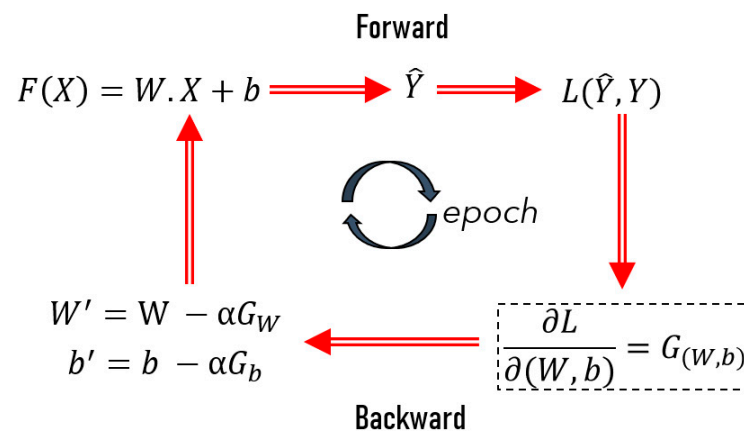 Forward
F(X) = W.X + b
Ŷ
L(Ŷ,Y)
epoch
W′ = W − αG_W
b′ = b − αG_b
∂L
∂(W,b)
= G_(W,b)
Backward